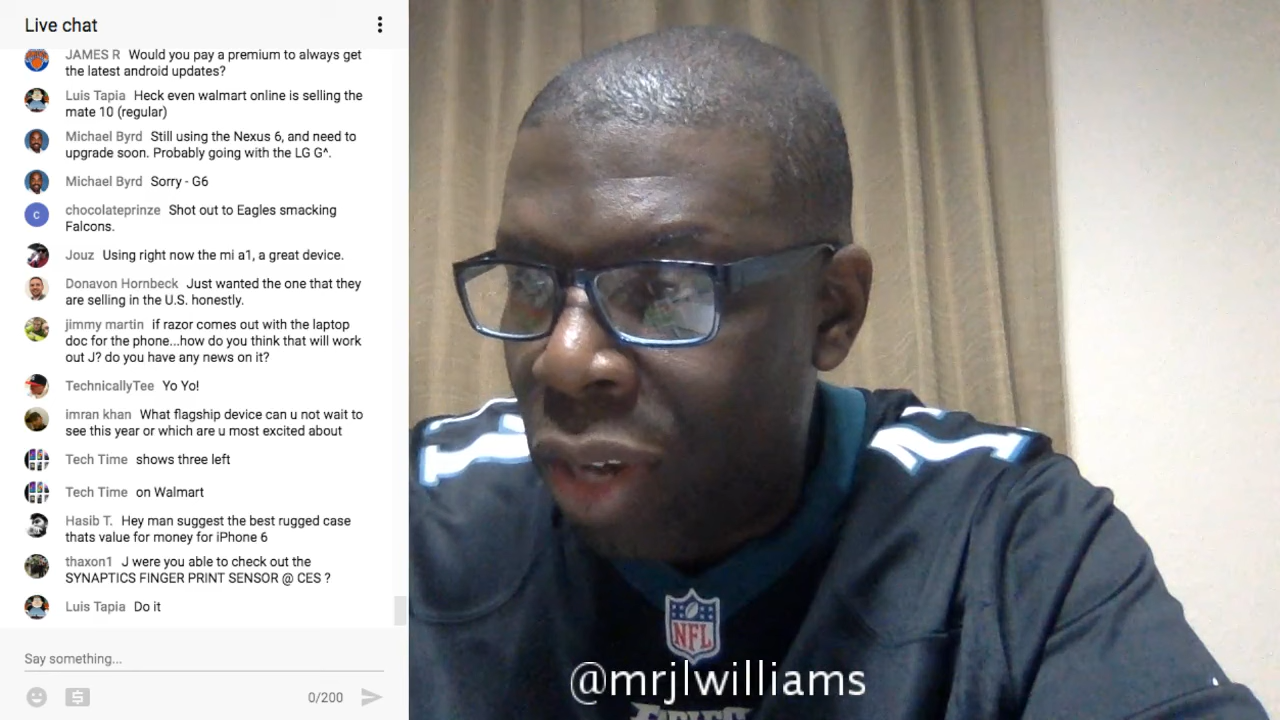 Live chat
JAMES R Would you pay a premium to always get
the latest android updates?
Luis Tapia Heck even walmart online is selling the
mate 10 (regular)
Michael Byrd Still using the Nexus 6, and need to
upgrade soon. Probably going with the LG G^.
Michael Byrd Sorry - G6
C
chocolateprinze Shot out to Eagles smacking
Falcons.
Jouz Using right now the mi a1, a great device.
Donavon Hornbeck Just wanted the one that they
are selling in the U.S. honestly.
jimmy martin if razor comes out with the laptop
doc for the phone...how do you think that will work
out J? do you have any news on it?
TechnicallyTee Yo Yo!
imran khan What flagship device can u not wait to
see this year or which are u most excited about
Tech Time shows three left
Tech Time on Walmart
Hasib T. Hey man suggest the best rugged case
thats value for money for iPhone 6
thaxon1 J were you able to check out the
SYNAPTICS FINGER PRINT SENSOR @ CES ?
Luis Tapia Do it
Say something...
0/200
NFL
@mrjlwilliams
EAGLES